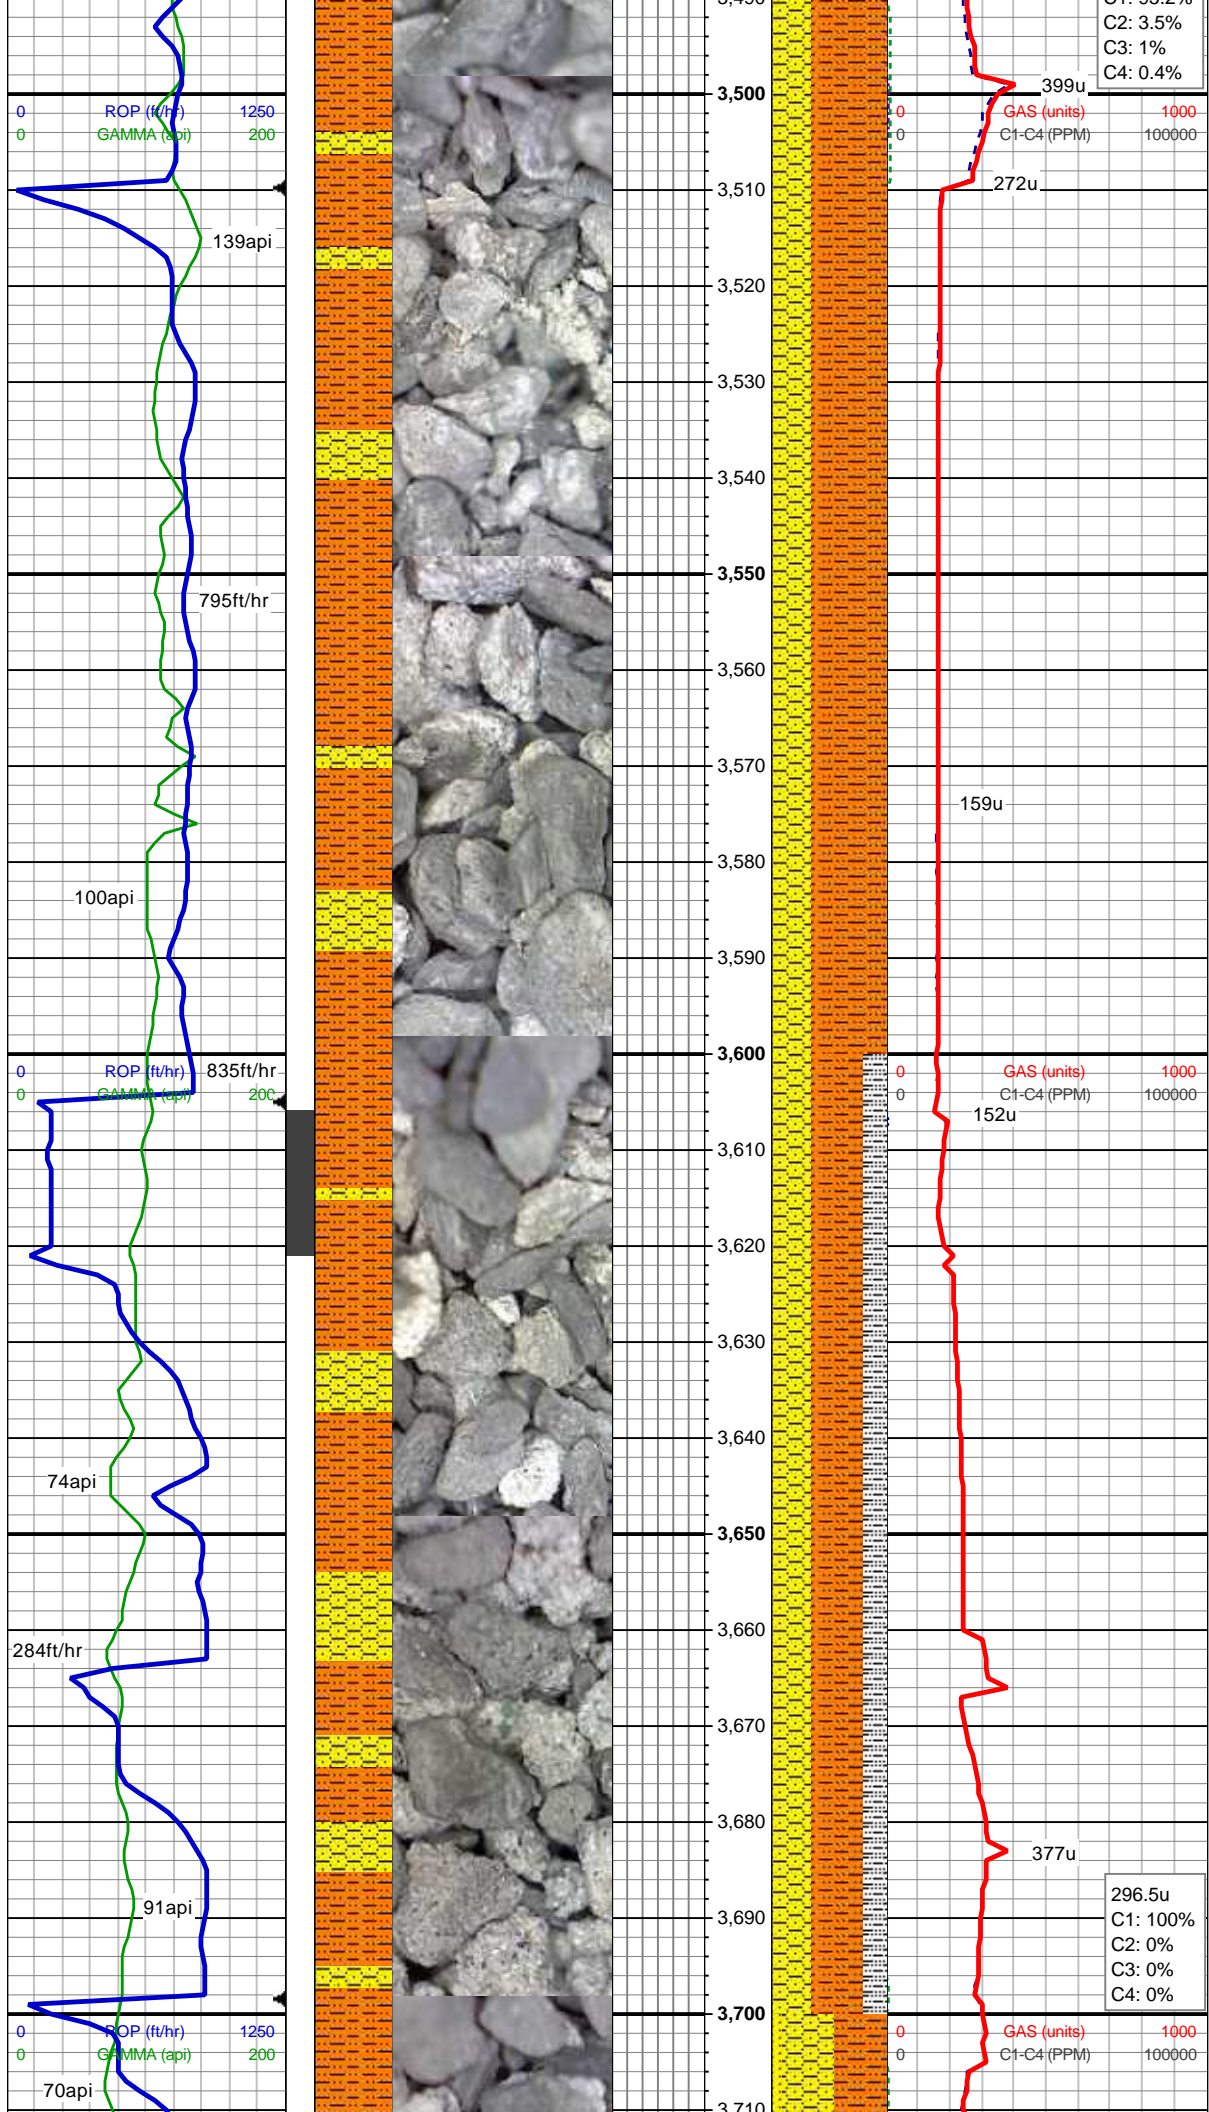 C2: 3.5%
C3: 1%
C4: 0.4%
399u
3,500
0 ROP (ft/hr) 1250
0 GAMMA (api) 200
0 GAS (units) 1000
0 C1-C4 (PPM) 100000
272u
3,510
139api
3,520
3,530
3,540
3,550
795ft/hr
3,560
3,570
159u
3,580
100api
3,590
3,600
0 ROP (ft/hr) 835ft/hr
0 GAMMA (api) 200
0 GAS (units) 1000
0 C1-C4 (PPM) 100000
152u
3,610
3,620
3,630
3,640
74api
3,650
3,660
284ft/hr
3,670
3,680
377u
3,690
91api
296.5u
C1: 100%
C2: 0%
C3: 0%
C4: 0%
3,700
0 ROP (ft/hr) 1250
0 GAMMA (api) 200
0 GAS (units) 1000
0 C1-C4 (PPM) 100000
70api
3,710